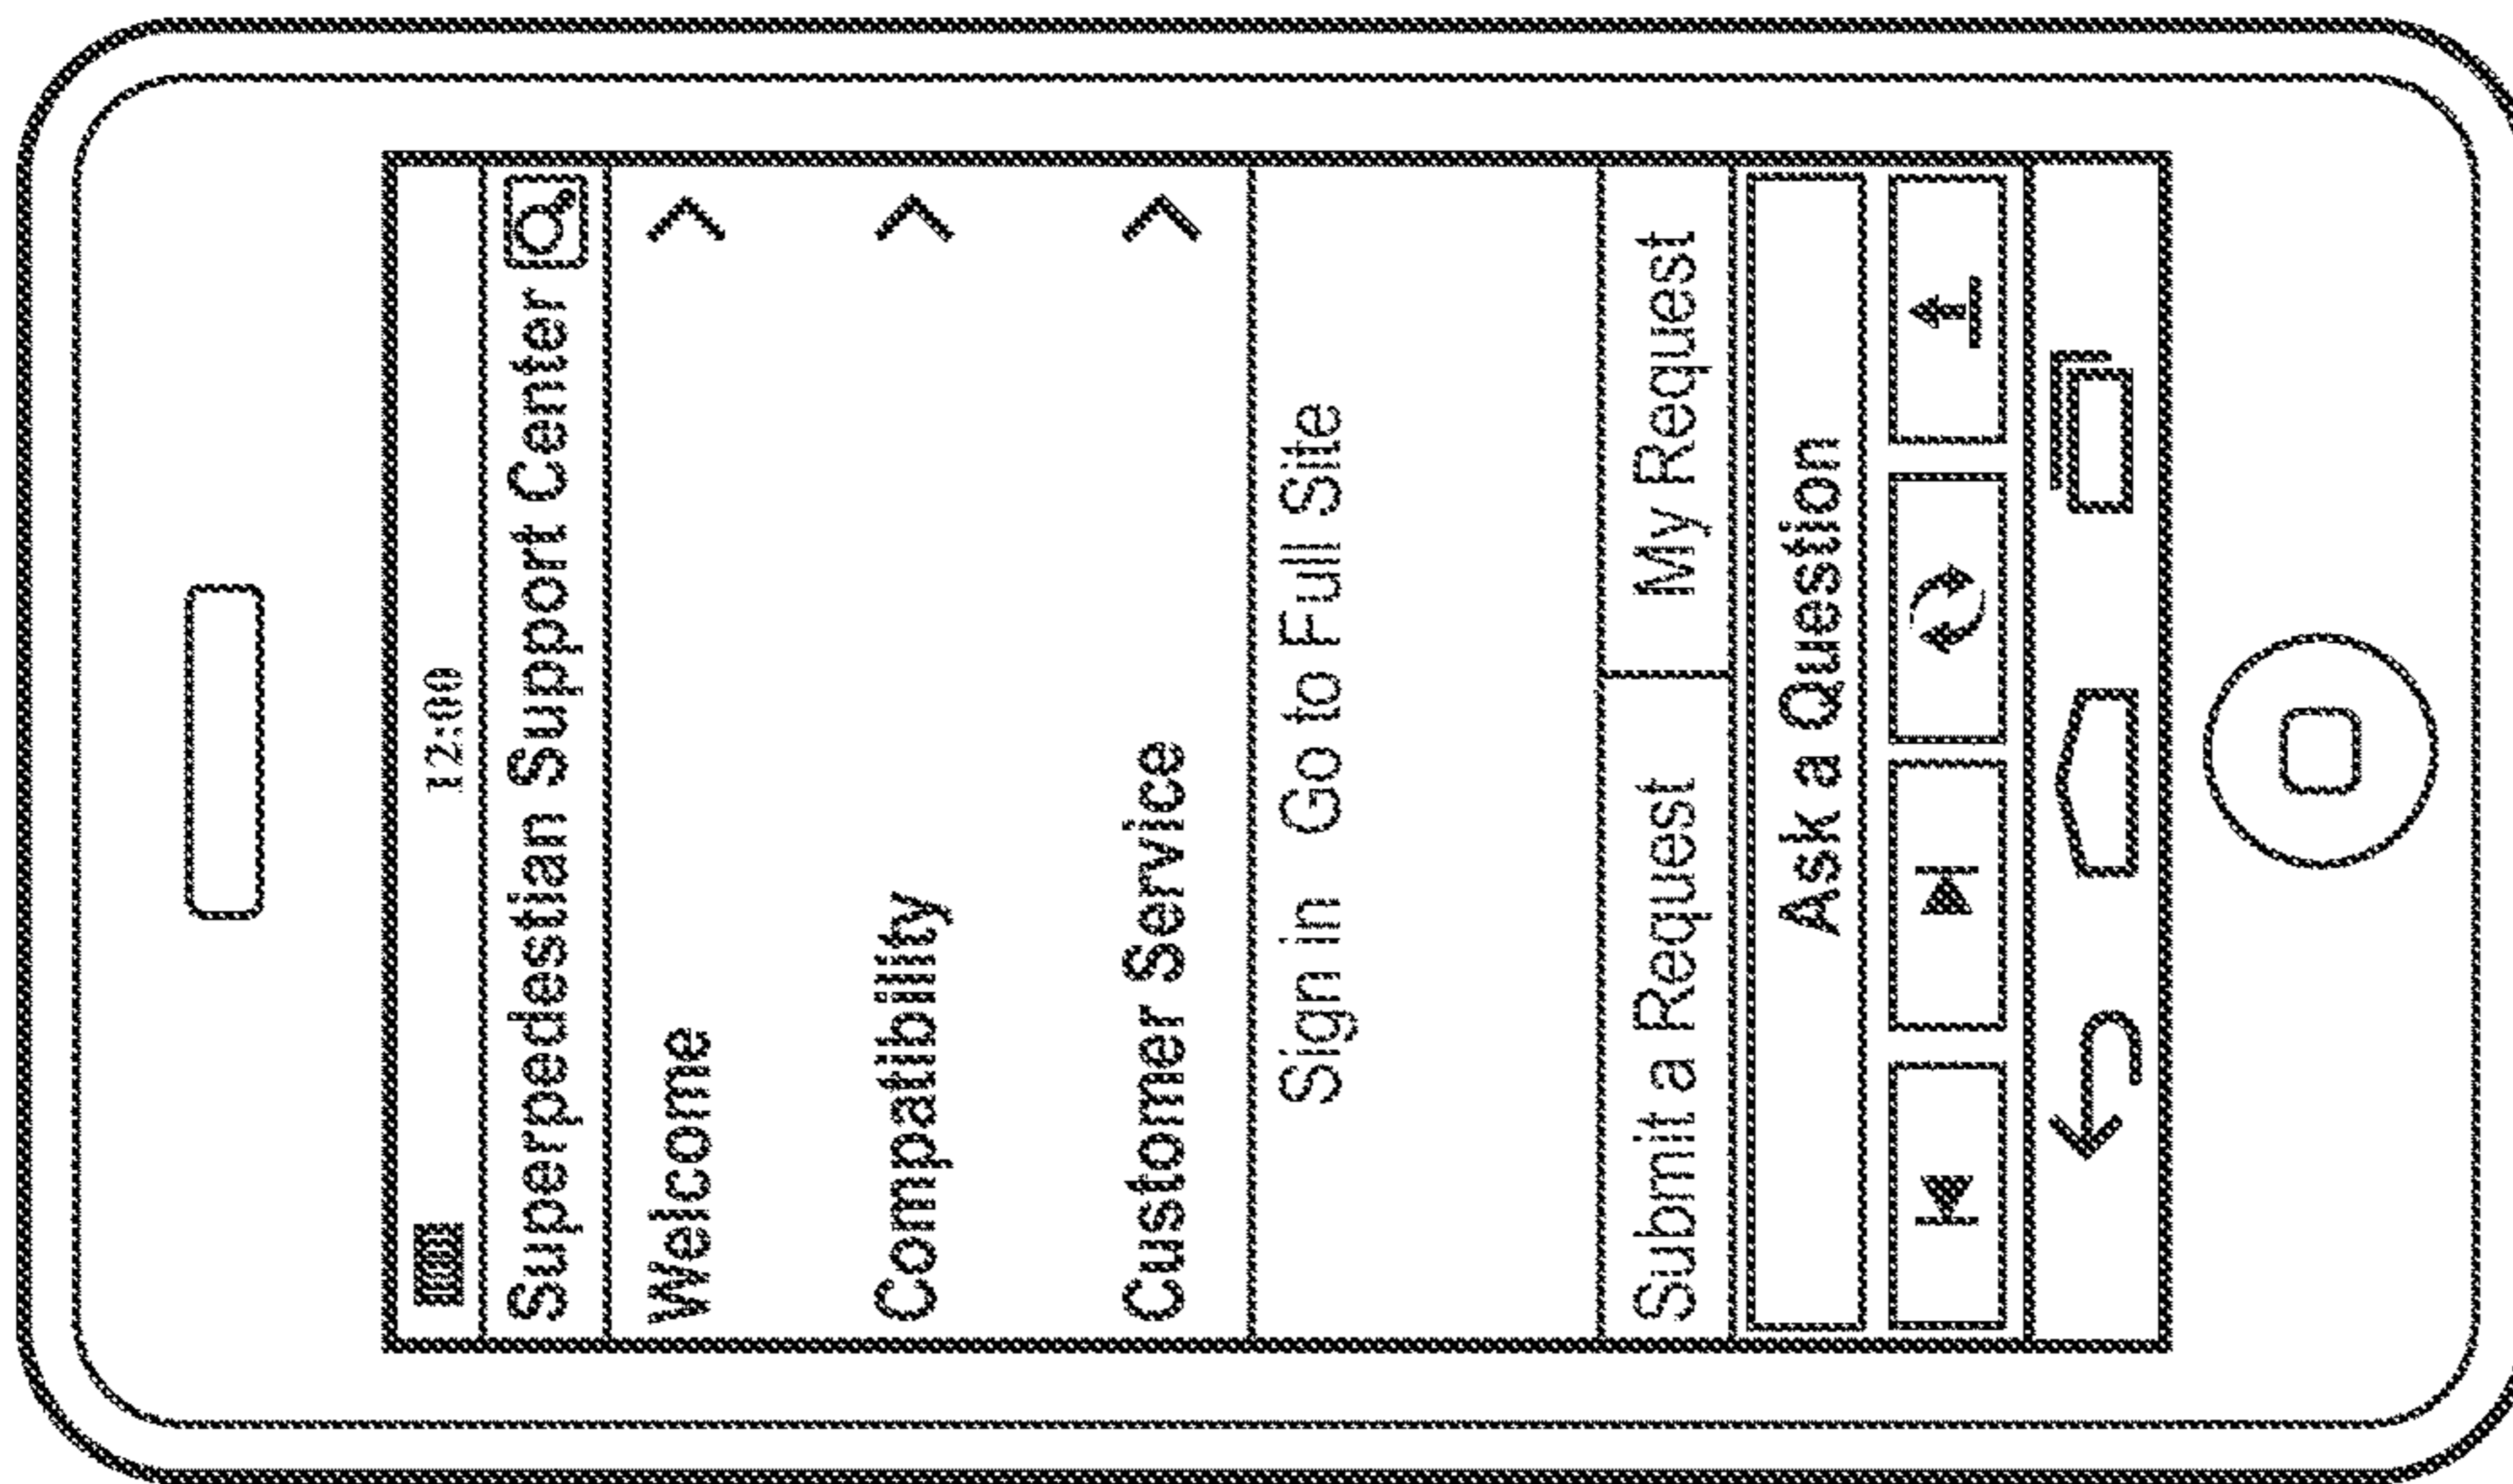 12:00
Superpedestian Support Center
Welcome
Compatibility
Customer Service
Sign in Go to Full Site
Submit a Request My Request
Ask a Question